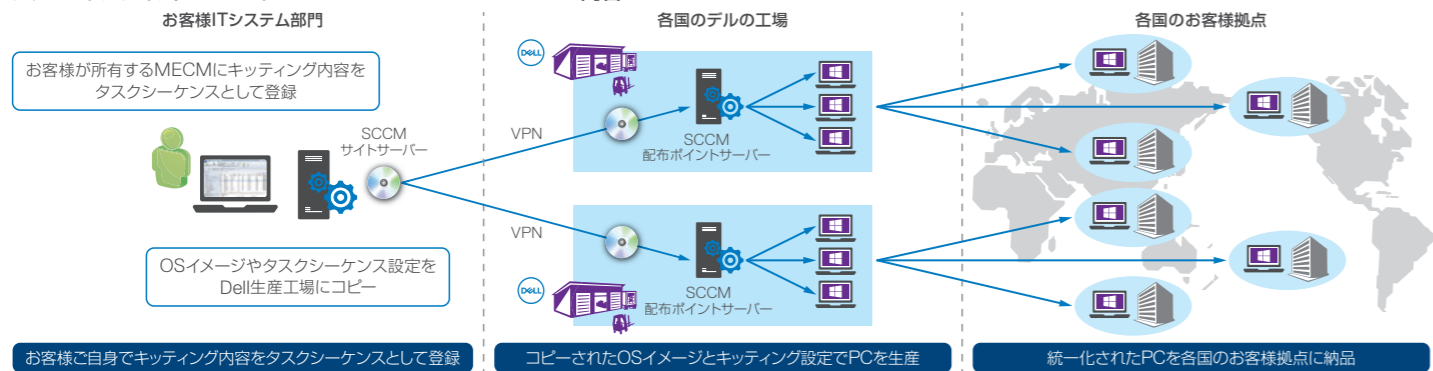 お客様ITシステム部門
お客様が所有するMECMにキッティング内容を
タスクシーケンスとして登録
SCCM
サイトサーバー
OSイメージやタスクシーケンス設定を
Dell生産工場にコピー
お客様ご自身でキッティング内容をタスクシーケンスとして登録
各国のデルの工場
DELL
VPN
SCCM
配布ポイントサーバー
VPN
DELL
SCCM
配布ポイントサーバー
コピーされたOSイメージとキッティング設定でPCを生産
各国のお客様拠点
統一化されたPCを各国のお客様拠点に納品